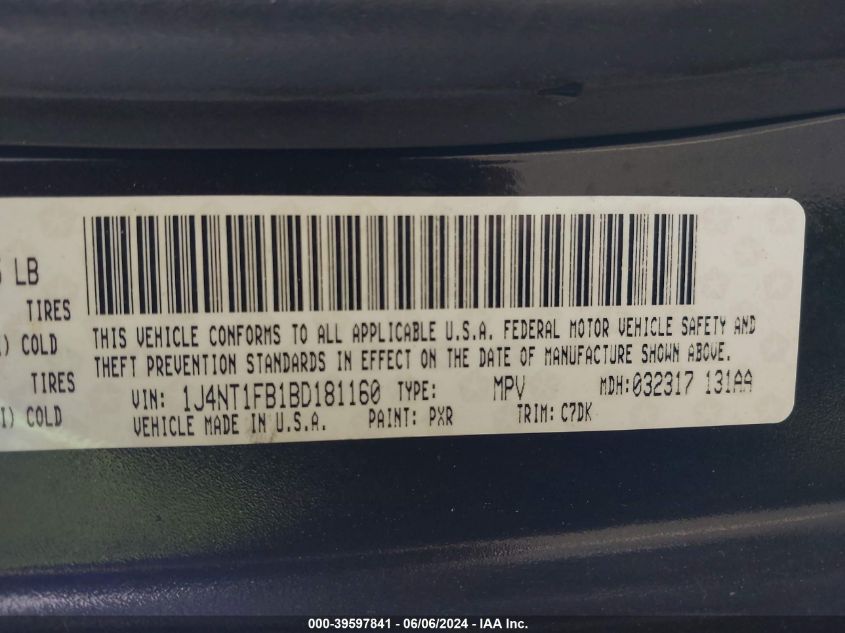 5 LB
TIRES
) COLD
TIRES
I) COLD
THIS VEHICLE CONFORMS TO ALL APPLICABLE U.S.A. FEDERAL MOTOR VEHICLE SAFETY AND
THEFT PREVENTION STANDARDS IN EFFECT ON THE DATE OF MANUFACTURE SHOWN ABOVE.
VIN: 1J4NT1FB1BD181160 TYPE: MPV MDH: 032317 131AA
VEHICLE MADE IN U.S.A. PAINT: PXR TRIM: C7DK
000-39597841 - 06/06/2024 - IAA Inc.